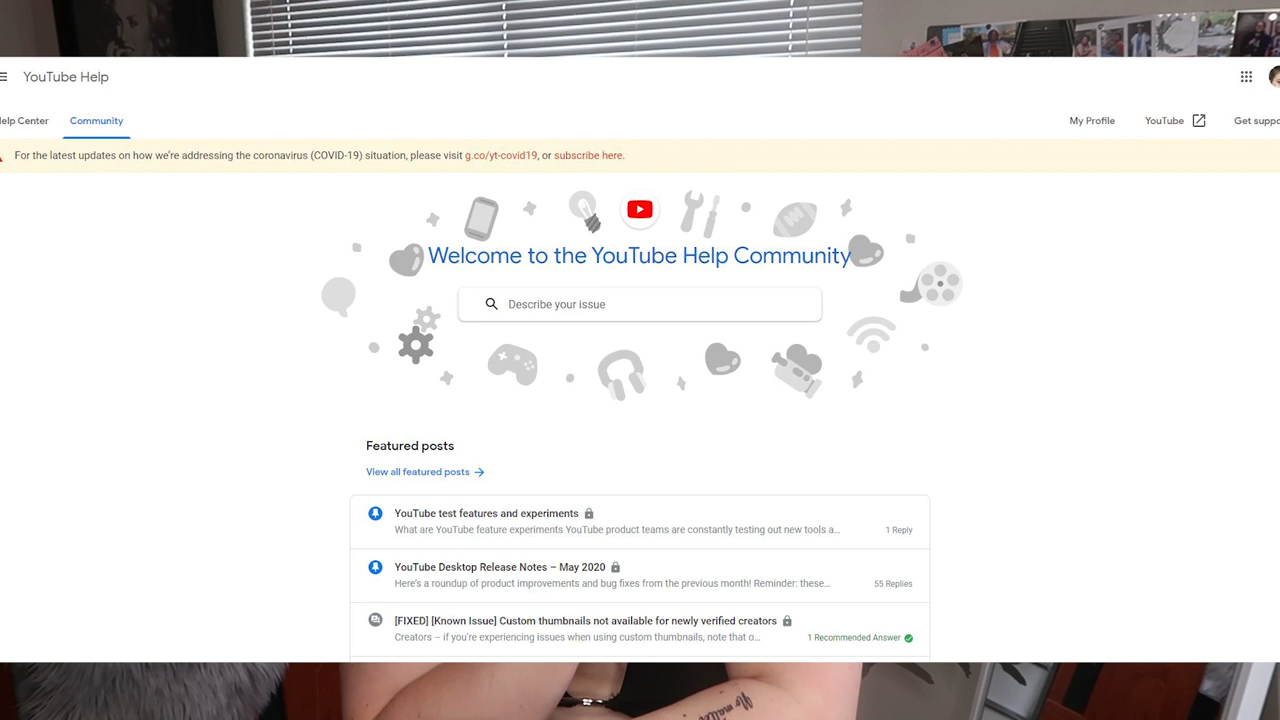 YouTube Help
Help Center
Community
My Profile
YouTube
Get suppo
For the latest updates on how we're addressing the coronavirus (COVID-19) situation, please visit g.co/yt-covid19, or subscribe here.
Welcome to the YouTube Help Community
Describe your issue
Featured posts
View all featured posts
YouTube test features and experiments
What are YouTube feature experiments YouTube product teams are constantly testing out new tools a…
1 Reply
YouTube Desktop Release Notes – May 2020
Here's a roundup of product improvements and bug fixes from the previous month! Reminder: these…
55 Replies
[FIXED] [Known Issue] Custom thumbnails not available for newly verified creators
Creators – if you're experiencing issues when using custom thumbnails, note that o…
1 Recommended Answer
No matter